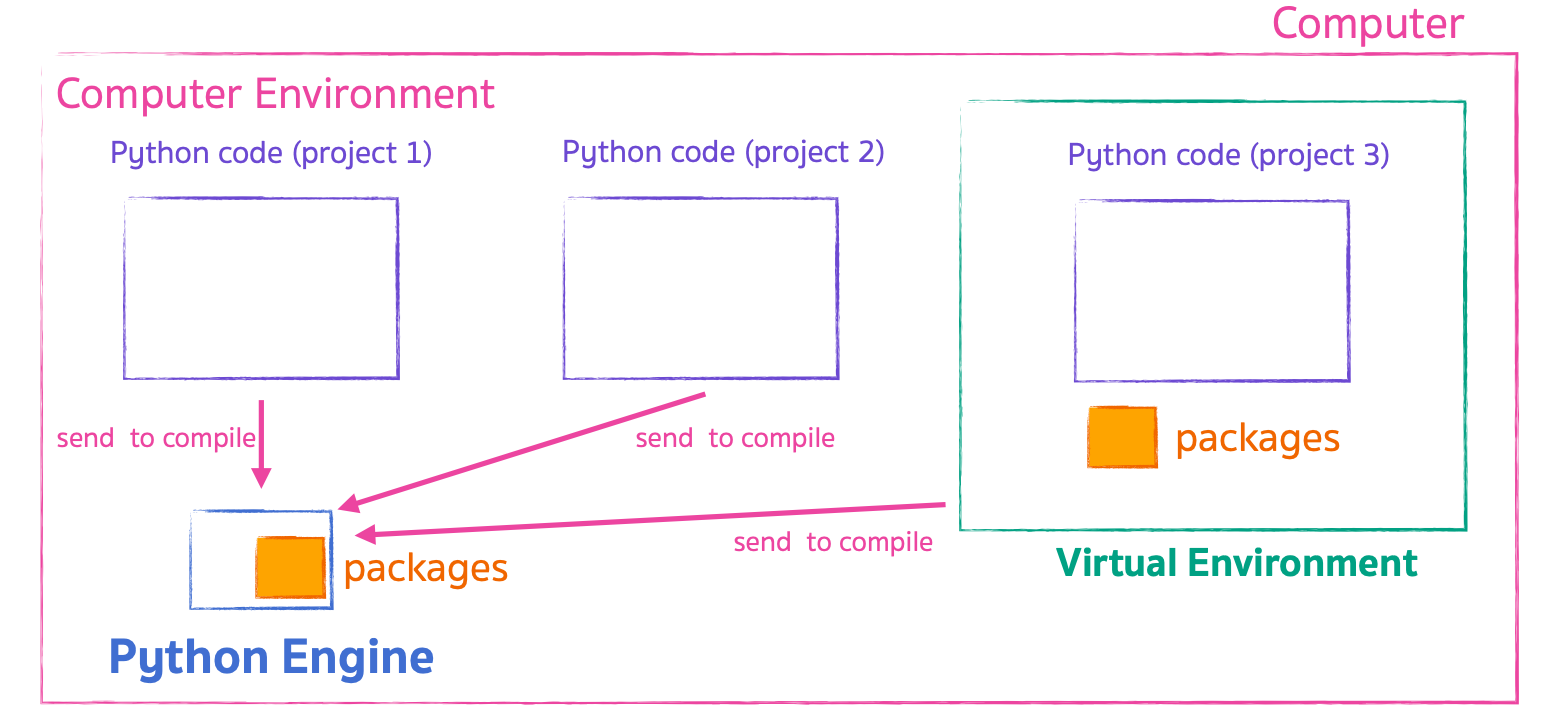 Computer
Computer Environment
Python code (project 1)
Python code (project 2)
Python code (project 3)
send to compile
send to compile
packages
send to compile
packages
Virtual Environment
Python Engine